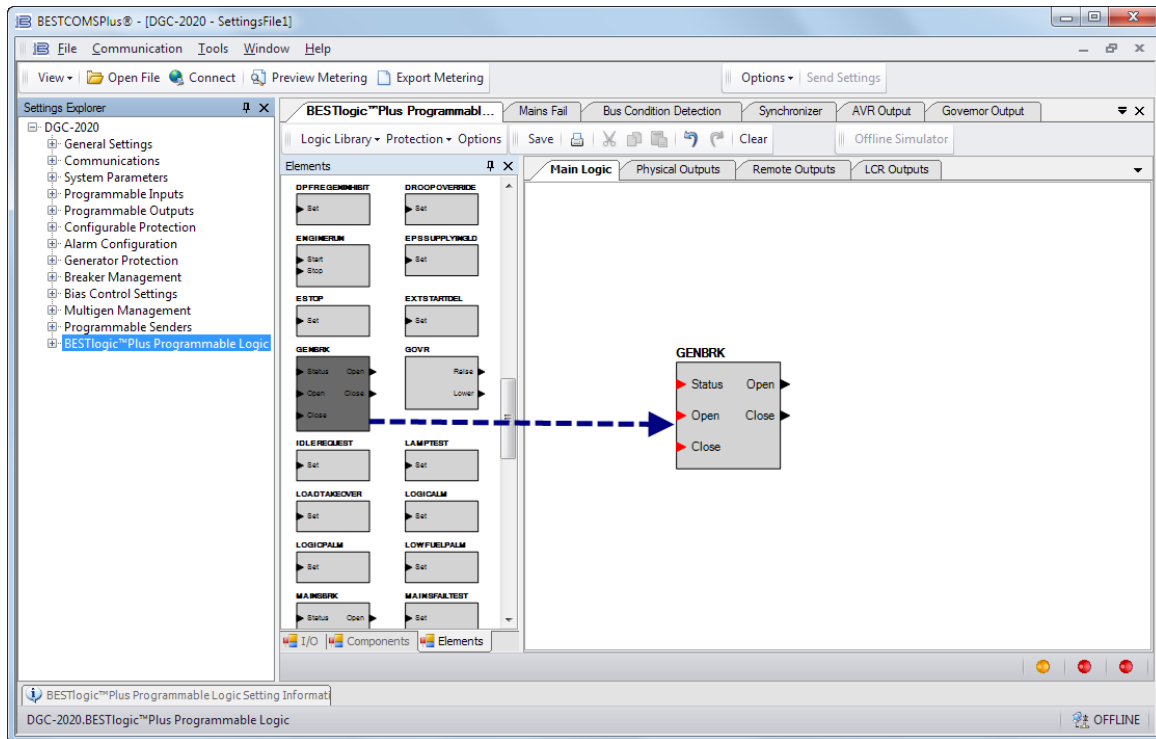 BESTCOMSPlus® - [DGC-2020 - SettingsFile1]
File Communication Tools Window Help
View Open File Connect Preview Metering Export Metering Options Send Settings
Settings Explorer
DGC-2020
General Settings
Communications
System Parameters
Programmable Inputs
Programmable Outputs
Configurable Protection
Alarm Configuration
Generator Protection
Breaker Management
Bias Control Settings
Multigen Management
Programmable Senders
BESTlogic™Plus Programmable Logic
BESTlogic™Plus Programmabl... Mains Fail Bus Condition Detection Synchronizer AVR Output Governor Output
Logic Library Protection Options Save Clear Offline Simulator
Elements
DPFREGENINHIBIT DROOPOVERRIDE
Set Set
ENGINERUN EPSSUPPLYINGLD
Start Set
Stop
ESTOP EXTSTARTDEL
Set Set
GENBRK GOVR
Status Open Raise
Open Close Lower
Close
IDLEREQUEST LAMPTEST
Set Set
LOADTAKEOVER LOGICALM
Set Set
LOGICPALM LOWFUELPALM
Set Set
MAINSBRK MAINSFAILTEST
Status Open Set
I/O Components Elements
Main Logic Physical Outputs Remote Outputs LCR Outputs
GENBRK
Status Open
Open Close
Close
BESTlogic™Plus Programmable Logic Setting Informati
DGC-2020.BESTlogic™Plus Programmable Logic OFFLINE